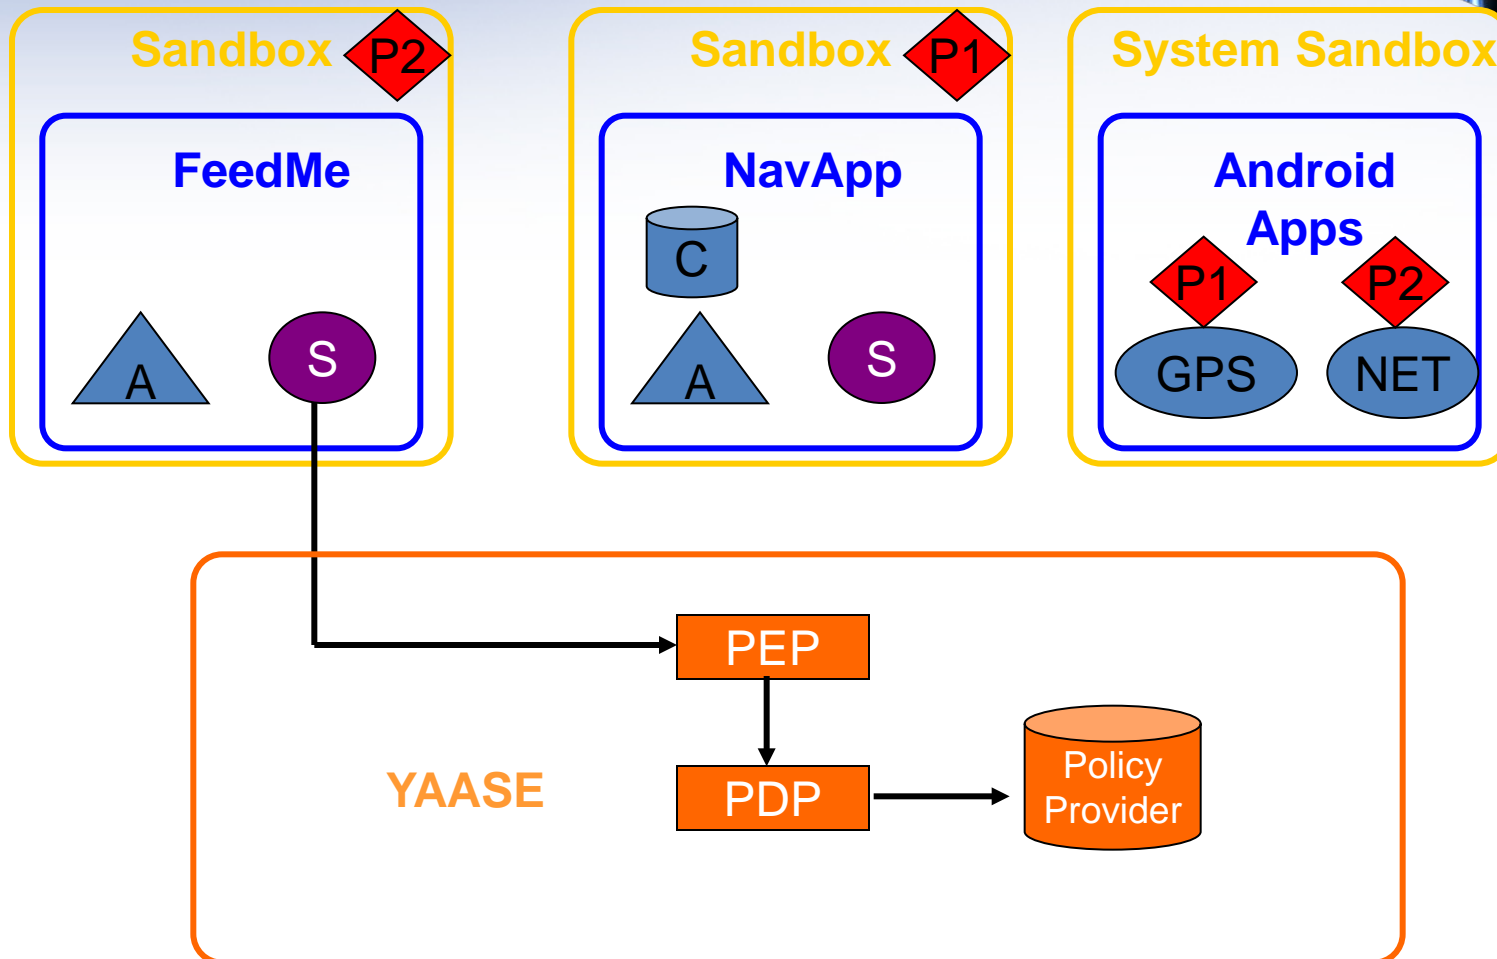 Sandbox P2
FeedMe
A
S
Sandbox P1
NavApp
C
A
S
System Sandbox
Android
Apps
P1
P2
GPS
NET
YAASE
PEP
PDP
Policy
Provider